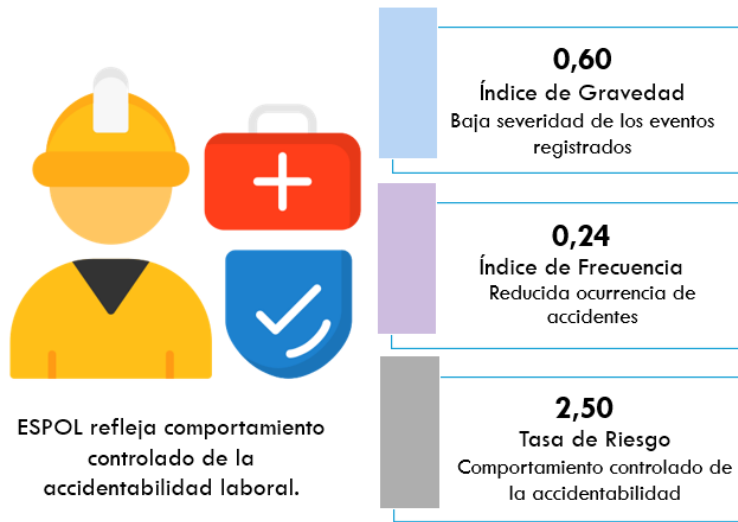 0,60
Índice de Gravedad
Baja severidad de los eventos
registrados
0,24
Índice de Frecuencia
Reducida ocurrencia de
accidentes
2,50
Tasa de Riesgo
Comportamiento controlado de
la accidentabilidad
ESPOL refleja comportamiento
controlado de la
accidentabilidad laboral.